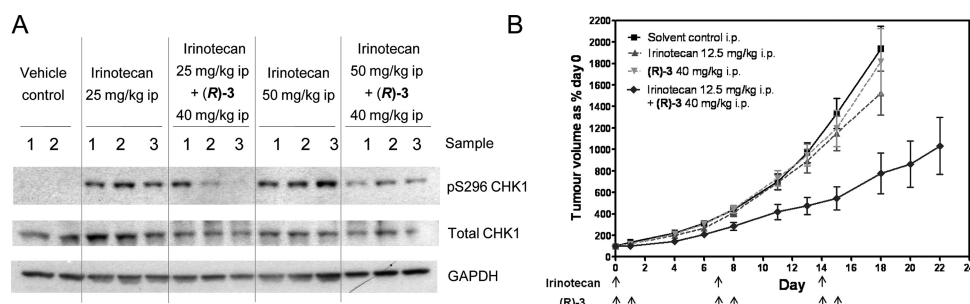 A
Vehicle
control
Irinotecan
25 mg/kg ip
Irinotecan
25 mg/kg ip
+ (R)-3
40 mg/kg ip
Irinotecan
50 mg/kg ip
Irinotecan
50 mg/kg ip
+ (R)-3
40 mg/kg ip
1 2 1 2 3 1 2 3 1 2 3 1 2 3 Sample
pS296 CHK1
Total CHK1
GAPDH
B
Tumour volume as % day 0
2200
2000
1800
1600
1400
1200
1000
800
600
400
200
0
Solvent control i.p.
Irinotecan 12.5 mg/kg i.p.
(R)-3 40 mg/kg i.p.
Irinotecan 12.5 mg/kg i.p.
+ (R)-3 40 mg/kg i.p.
0 2 4 6 8 10 12 14 16 18 20 22 24
Day
Irinotecan
(R)-3